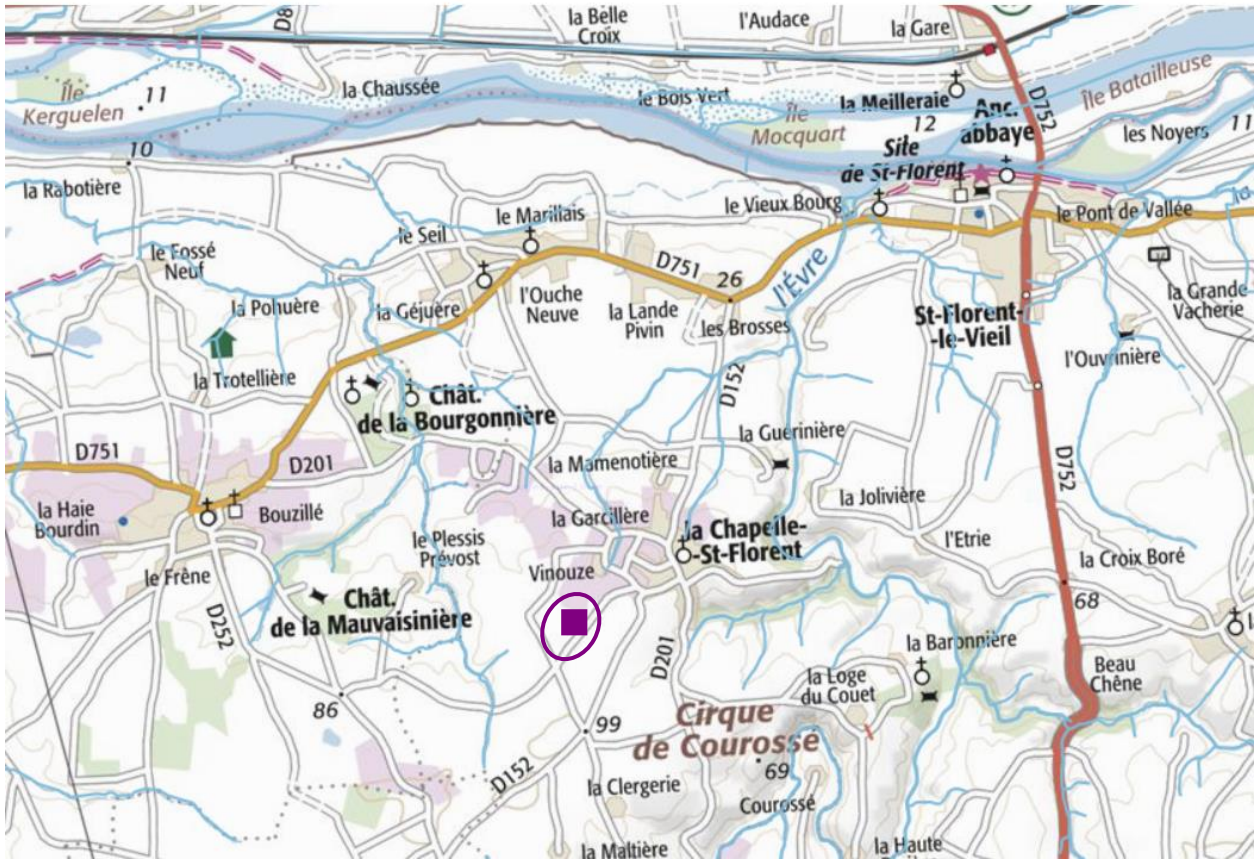 D8
la Belle
Croix
l'Audace
la Gare
Île
Kerguelen
11
la Chaussée
le Bois Vert
Île
Mocquart
la Meilleraie
12
Anc.
abbaye
D752
Île Batailleuse
les Noyers
11
10
la Rabotière
Site
de St-Florent
le Marillais
le Vieux Bourg
le Pont de Vallée
le Fossé
Neuf
le Seil
D751
26
l'Èvre
la Pohuère
la Géjuère
l'Ouche
Neuve
la Lande
Pivin
les Brosses
St-Florent-
-le-Vieil
la Grande
Vacherie
l'Ouvrinière
la Trotellière
Chât.
de la Bourgonnière
D152
D751
D201
la Guérinière
la Mamenotière
D752
la Haie
Bourdin
Bouzillé
la Jolivière
la Garcillère
le Plessis
Prévost
la Chapelle-
-St-Florent
l'Etrie
la Croix Boré
le Frêne
Vinouze
68
Chât.
de la Mauvaisinière
D252
D201
la Baronnière
la Loge
du Couet
Beau
Chêne
86
99
Cirque
de Courossé
69
D152
la Clergerie
Courossé
la Maltière
la Haute